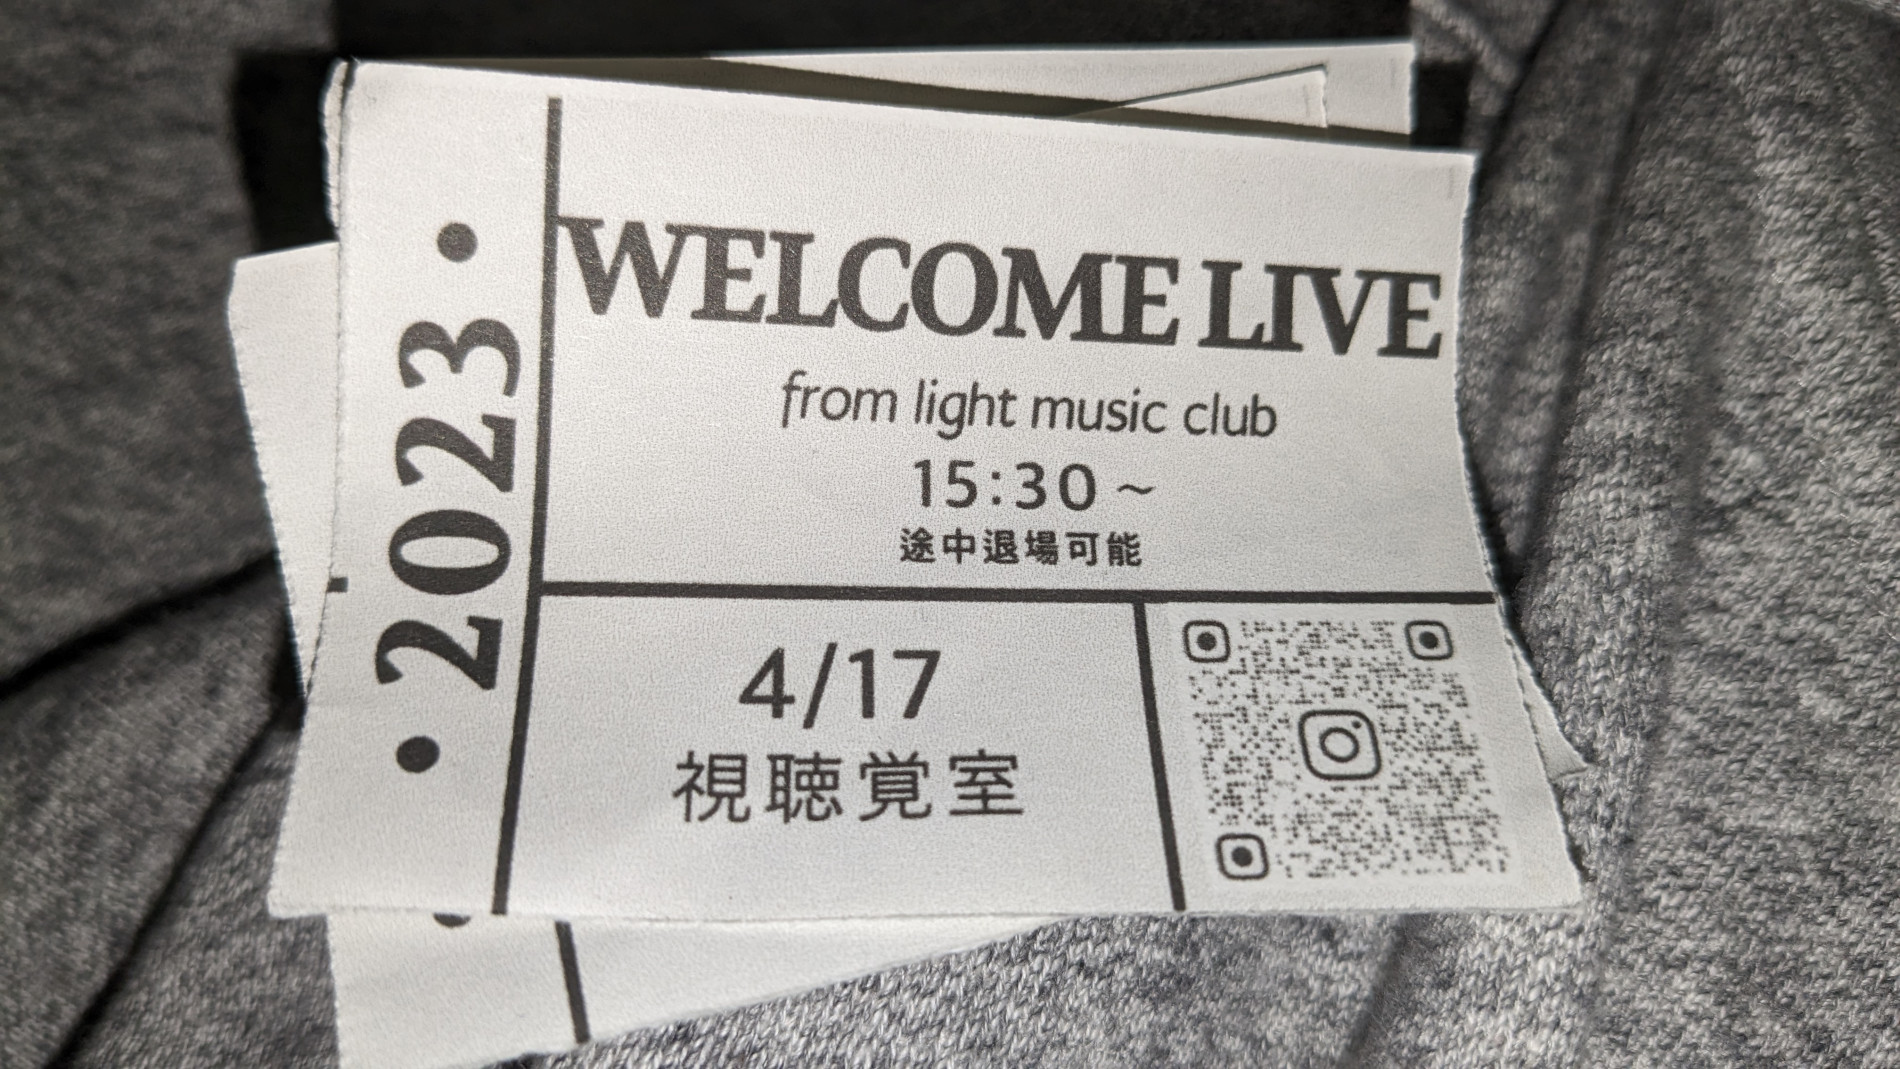 • 2023 •
WELCOME LIVE
from light music club
15:30~
途中退場可能
4/17
視聴覚室